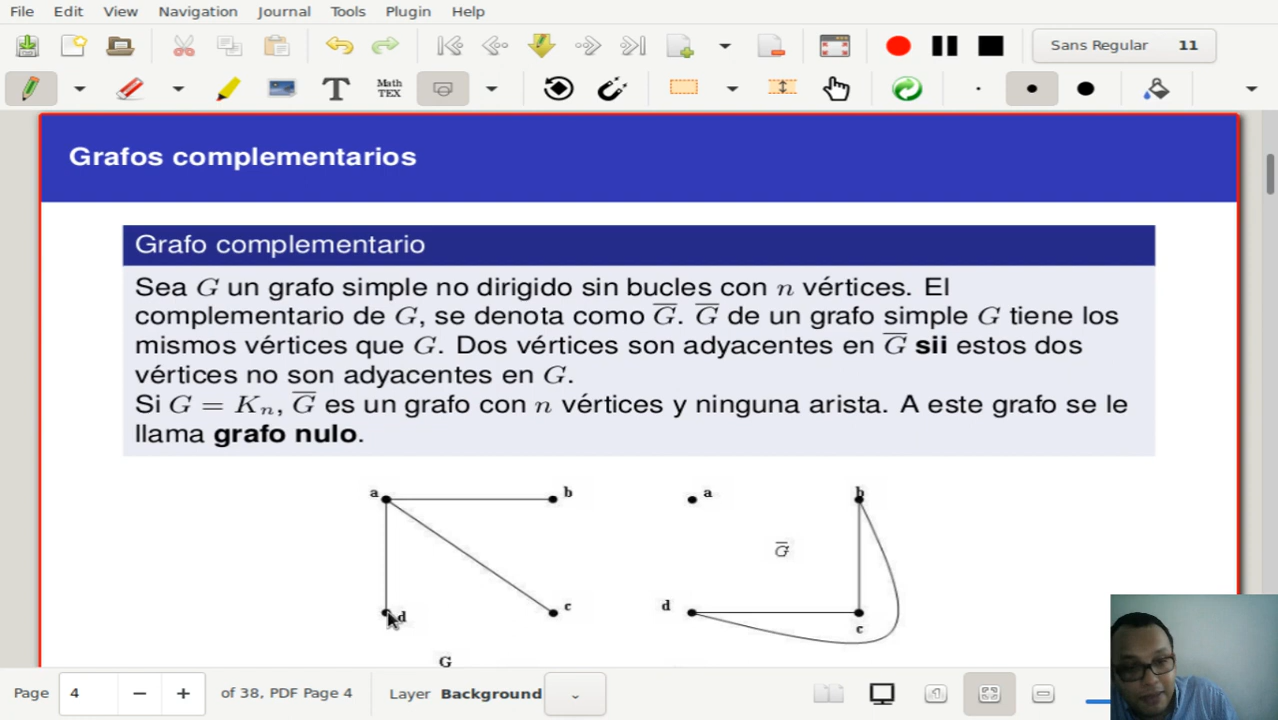 File Edit View Navigation Journal Tools Plugin Help
Sans Regular 11
T Math TEX
Grafos complementarios
Grafo complementario
Sea G un grafo simple no dirigido sin bucles con n vértices. El
complementario de G, se denota como G̅. G̅ de un grafo simple G tiene los
mismos vértices que G. Dos vértices son adyacentes en G̅ sii estos dos
vértices no son adyacentes en G.
Si G = Kₙ, G̅ es un grafo con n vértices y ninguna arista. A este grafo se le
llama grafo nulo.
a b a b
G̅
d c d c
G
Page 4 of 38, PDF Page 4 Layer Background